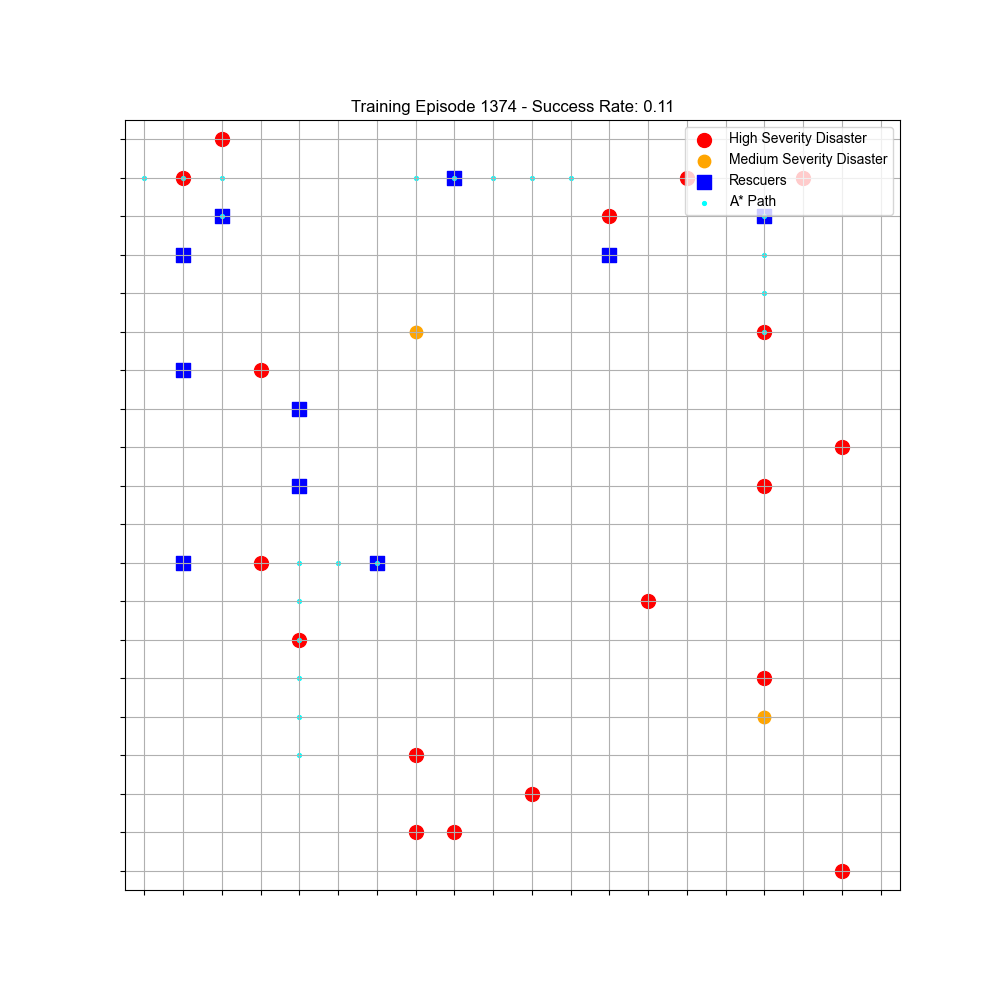 Training Episode 1374 - Success Rate: 0.11
High Severity Disaster
Medium Severity Disaster
Rescuers
A* Path